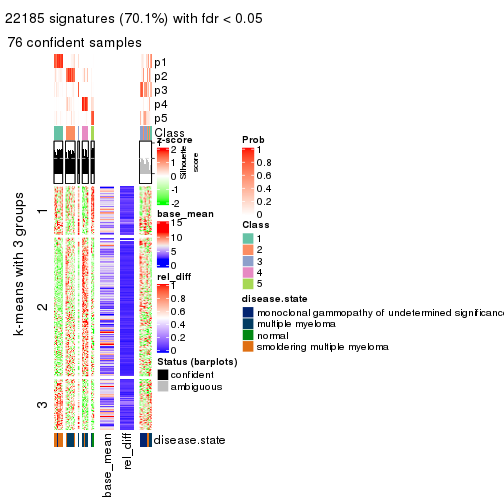 22185 signatures (70.1%) with fdr < 0.05
76 confident samples
p1
p2
p3
p4
p5
Class
z-score
2
1
0
-1
-2
Silhouette score
base_mean
15
10
5
0
rel_diff
1
0.8
0.6
0.4
0.2
0
Status (barplots)
confident
ambiguous
Prob
1
0.8
0.6
0.4
0.2
0
Class
1
2
3
4
5
disease.state
monoclonal gammopathy of undetermined significance
multiple myeloma
normal
smoldering multiple myeloma
k-means with 3 groups
1
2
3
base_mean
rel_diff
disease.state